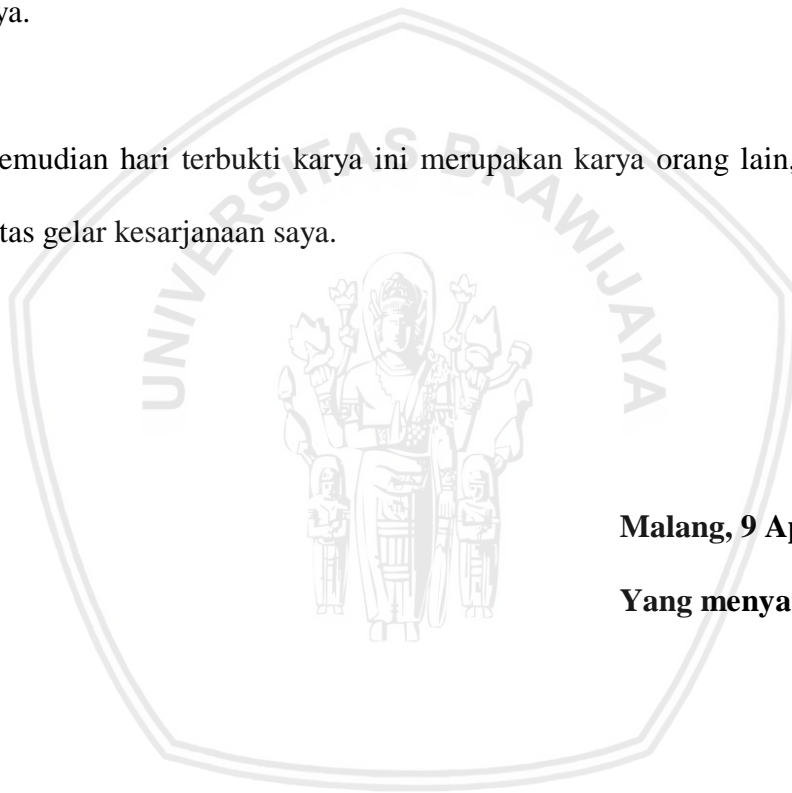 ya.
emudian hari terbukti karya ini merupakan karya orang lain,
tas gelar kesarjanaan saya.
UNIVERSITAS BRAWIJAYA
Malang, 9 Ap
Yang menya